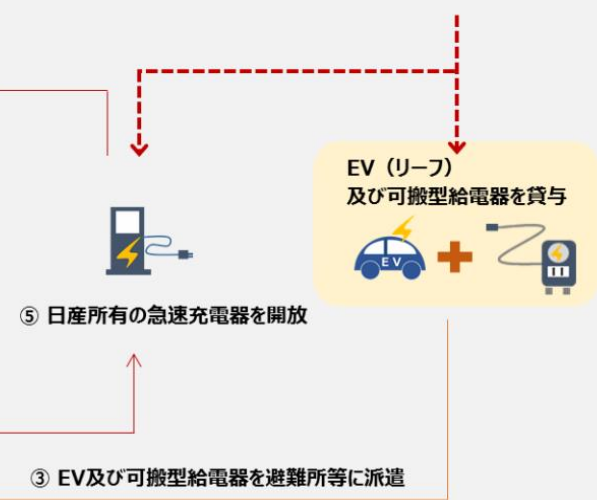 EV（リーフ）
及び可搬型給電器を貸与
EV
⑤ 日産所有の急速充電器を開放
③ EV及び可搬型給電器を避難所等に派遣